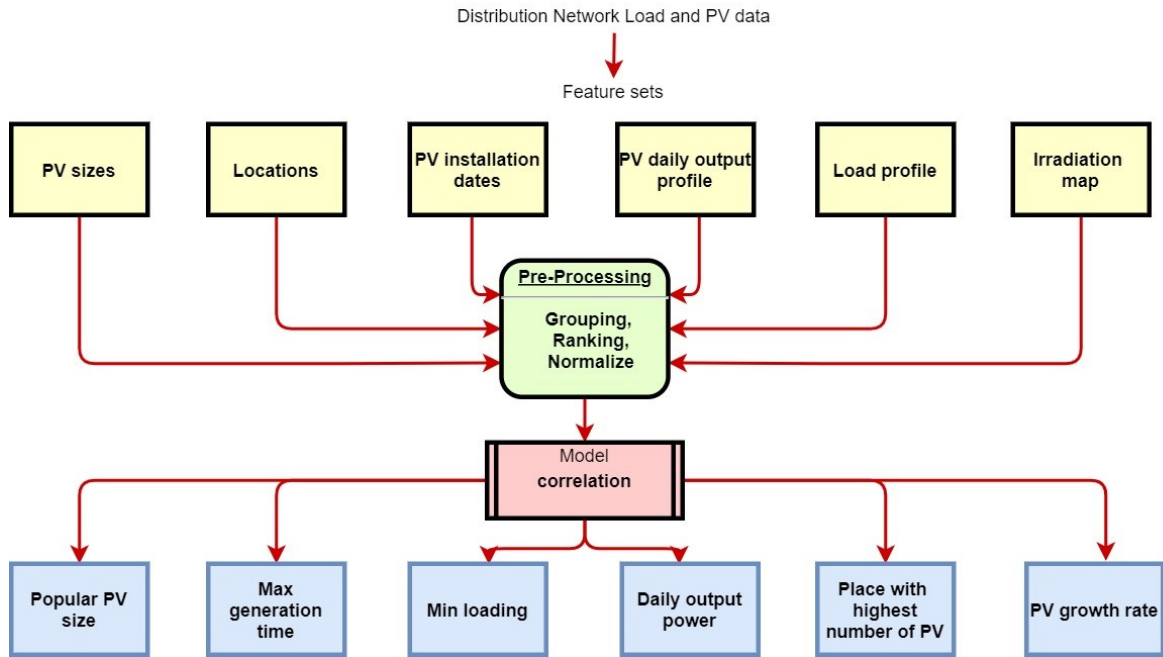 Distribution Network Load and PV data
Feature sets
PV sizes
Locations
PV installation
dates
PV daily output
profile
Load profile
Irradiation
map
Pre-Processing
Grouping,
Ranking,
Normalize
Model
correlation
Popular PV
size
Max
generation
time
Min loading
Daily output
power
Place with
highest
number of PV
PV growth rate